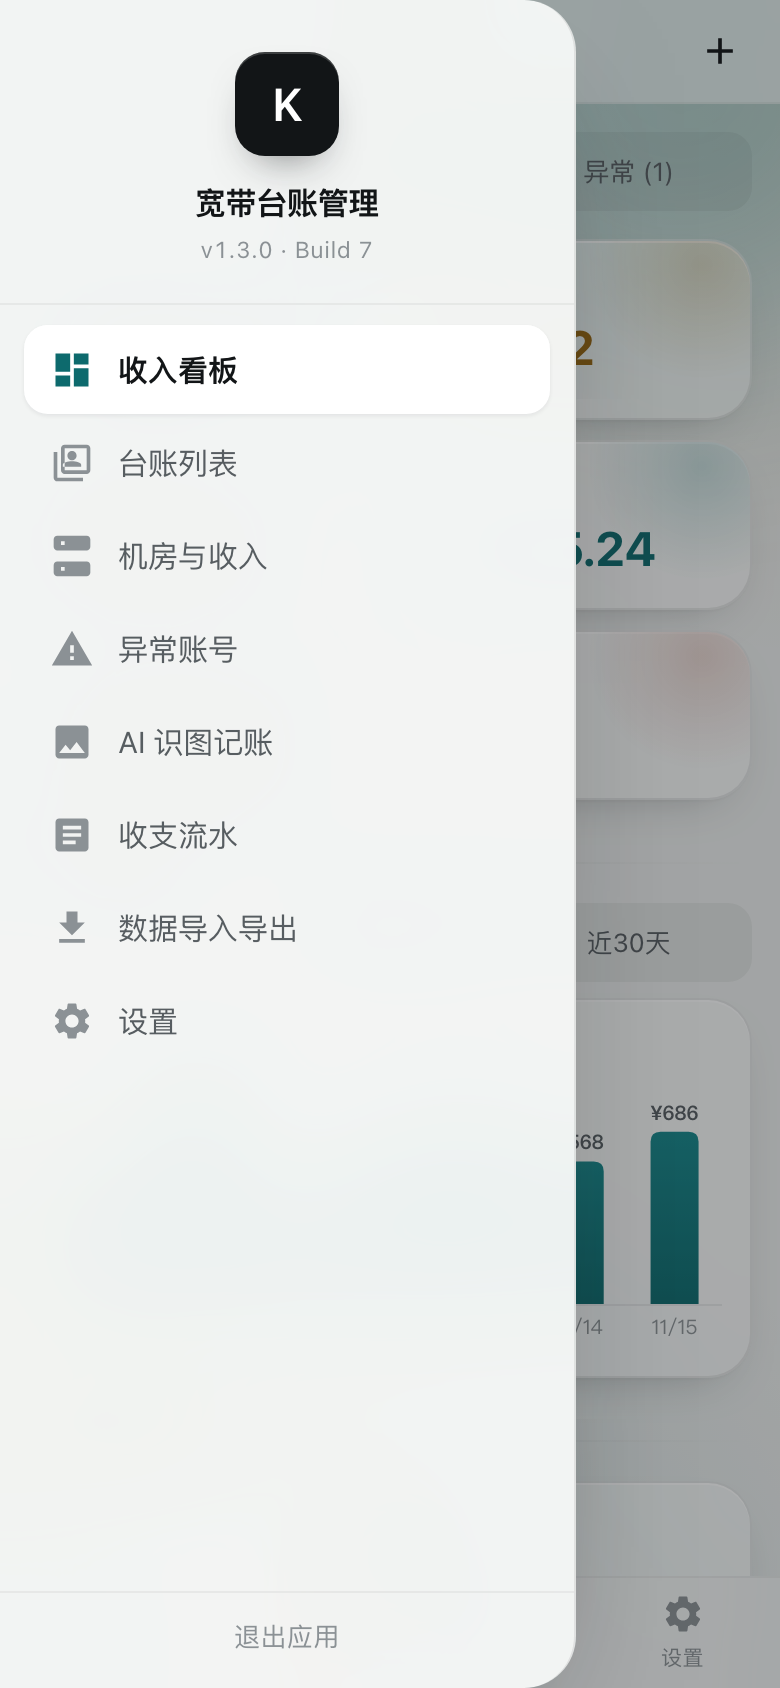 K
宽带台账管理
v1.3.0 · Build 7
收入看板
台账列表
机房与收入
异常账号
AI 识图记账
收支流水
数据导入导出
设置
退出应用
异常 (1)
2
.24
近30天
568
¥686
/14
11/15
设置